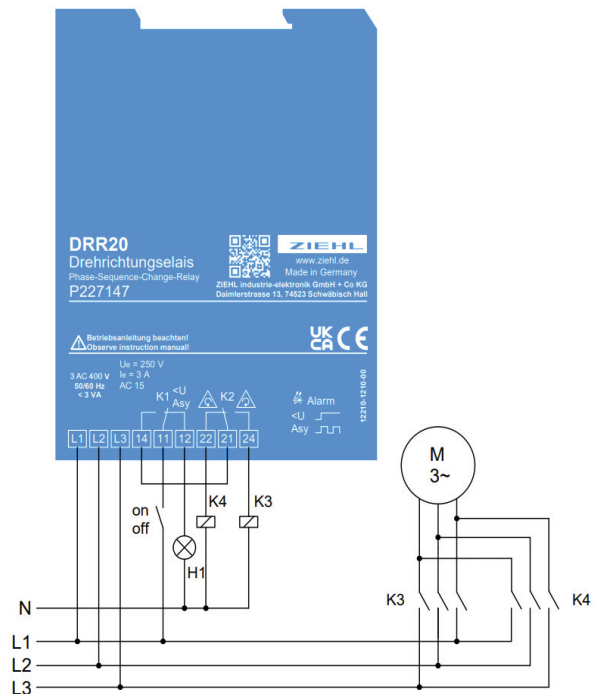 DRR20
Drehrichtungselais
Phase-Sequence-Change-Relay
P227147
ZIEHL
www.ziehl.de
Made in Germany
ZIEHL industrie-elektronik GmbH + Co KG
Daimlerstrasse 13, 74523 Schwäbisch Hall
Betriebsanleitung beachten!
Observe instruction manual!
UK
CA CE
3 AC 400 V
50/60 Hz
< 3 VA
Ue = 250 V
Ie = 3 A
AC 15
K1 <U
Asy
K2
Alarm
<U
Asy
12210-1210-00
L1 L2 L3 14 11 12 22 21 24
M
3~
on
off
K4
K3
H1
K3
K4
N
L1
L2
L3